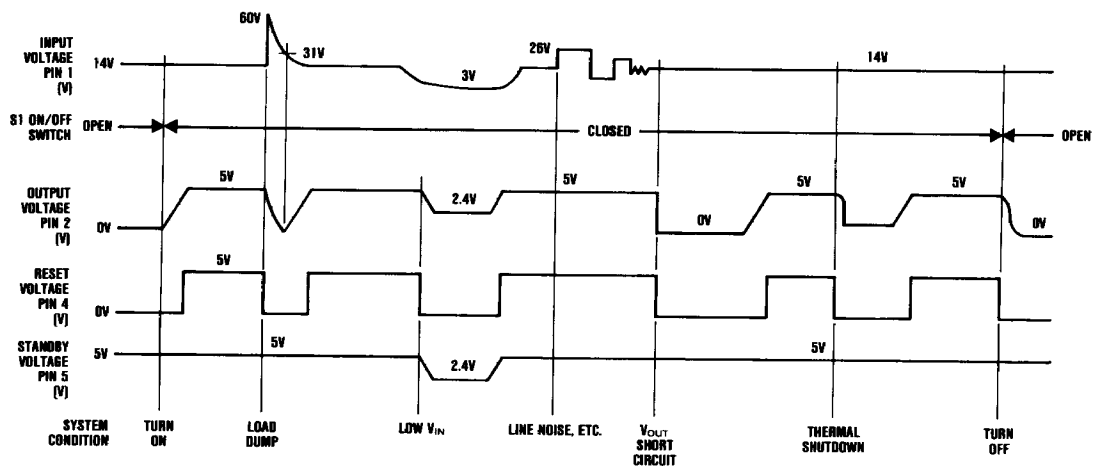 60V
INPUT
VOLTAGE
PIN 1
(V)
14V
31V
3V
26V
14V
S1 ON/OFF
SWITCH
OPEN
CLOSED
OPEN
OUTPUT
VOLTAGE
PIN 2
(V)
0V
5V
2.4V
5V
0V
5V
5V
0V
RESET
VOLTAGE
PIN 4
(V)
0V
5V
STANDBY
VOLTAGE
PIN 5
(V)
5V
5V
2.4V
5V
SYSTEM
CONDITION
TURN
ON
LOAD
DUMP
LOW VIN
LINE NOISE, ETC.
VOUT
SHORT
CIRCUIT
THERMAL
SHUTDOWN
TURN
OFF